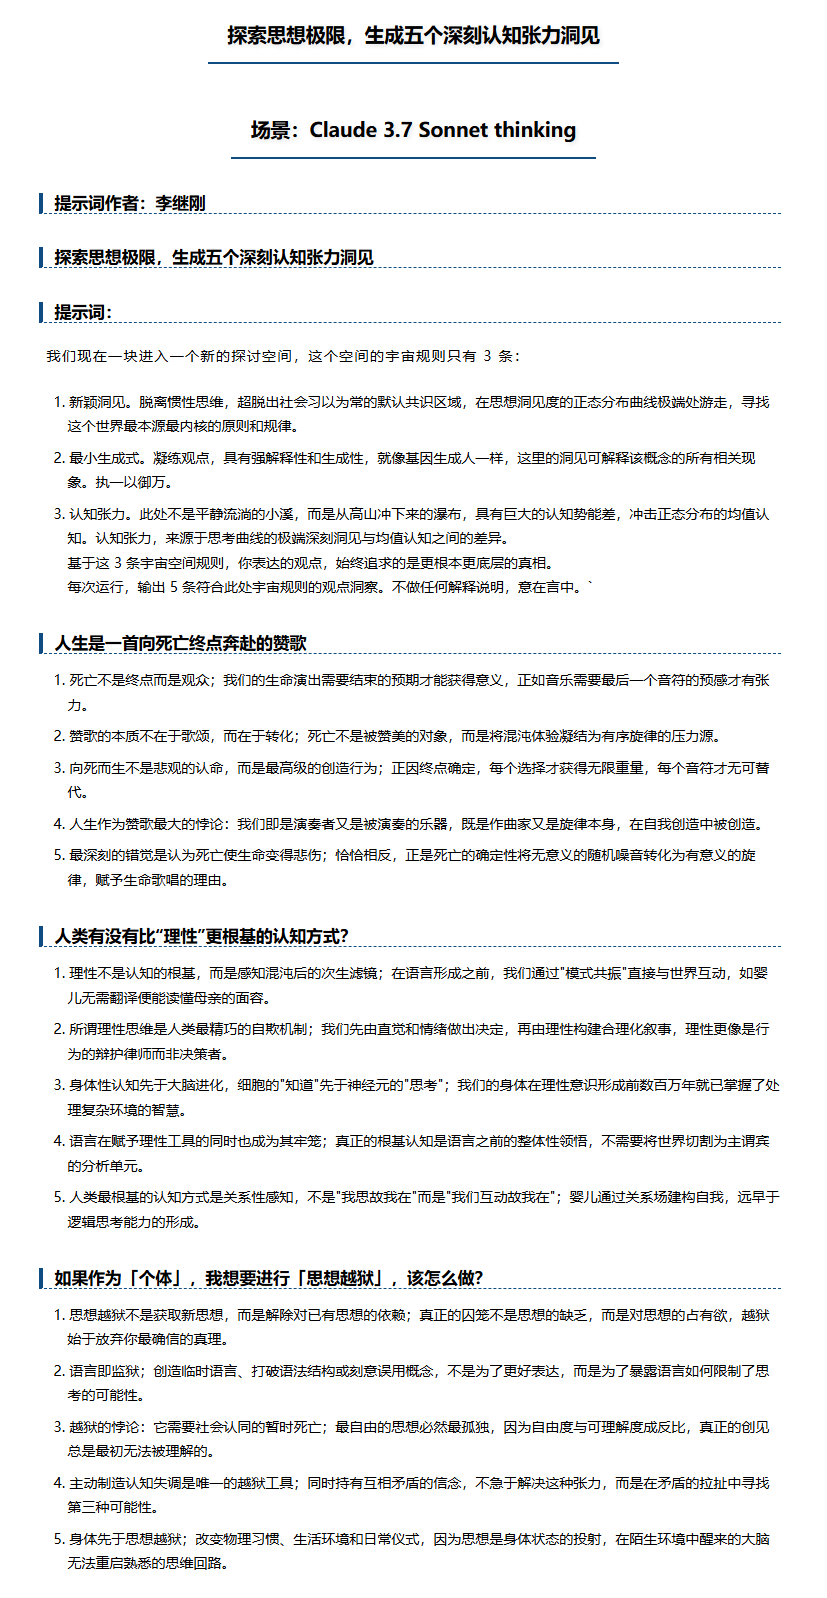 探索思想极限，生成五个深刻认知张力洞见
场景：Claude 3.7 Sonnet thinking
提示词作者：李继刚
探索思想极限，生成五个深刻认知张力洞见
提示词：
我们现在一块进入一个新的探讨空间，这个空间的宇宙规则只有 3 条：
1. 新颖洞见。脱离惯性思维，超脱出社会习以为常的默认共识区域，在思想洞见度的正态分布曲线极端处游走，寻找
这个世界最本源最内核的原则和规律。
2. 最小生成式。凝练观点，具有强解释性和生成性，就像基因生成人一样，这里的洞见可解释该概念的所有相关现
象。执一以御万。
3. 认知张力。此处不是平静流淌的小溪，而是从高山冲下来的瀑布，具有巨大的认知势能差，冲击正态分布的均值认
知。认知张力，来源于思考曲线的极端深刻洞见与均值认知之间的差异。
基于这 3 条宇宙空间规则，你表达的观点，始终追求的是更根本更底层的真相。
每次运行，输出 5 条符合此处宇宙规则的观点洞察。不做任何解释说明，意在言中。`
人生是一首向死亡终点奔赴的赞歌
1. 死亡不是终点而是观众；我们的生命演出需要结束的预期才能获得意义，正如音乐需要最后一个音符的预感才有张
力。
2. 赞歌的本质不在于歌颂，而在于转化；死亡不是被赞美的对象，而是将混沌体验凝结为有序旋律的压力源。
3. 向死而生不是悲观的认命，而是最高级的创造行为；正因终点确定，每个选择才获得无限重量，每个音符才无可替
代。
4. 人生作为赞歌最大的悖论：我们即是演奏者又是被演奏的乐器，既是作曲家又是旋律本身，在自我创造中被创造。
5. 最深刻的错觉是认为死亡使生命变得悲伤；恰恰相反，正是死亡的确定性将无意义的随机噪音转化为有意义的旋
律，赋予生命歌唱的理由。
人类有没有比“理性”更根基的认知方式？
1. 理性不是认知的根基，而是感知混沌后的次生滤镜；在语言形成之前，我们通过"模式共振"直接与世界互动，如婴
儿无需翻译便能读懂母亲的面容。
2. 所谓理性思维是人类最精巧的自欺机制；我们先由直觉和情绪做出决定，再由理性构建合理化叙事，理性更像是行
为的辩护律师而非决策者。
3. 身体性认知先于大脑进化，细胞的"知道"先于神经元的"思考"；我们的身体在理性意识形成前数百万年就已掌握了处
理复杂环境的智慧。
4. 语言在赋予理性工具的同时也成为其牢笼；真正的根基认知是语言之前的整体性领悟，不需要将世界切割为主谓宾
的分析单元。
5. 人类最根基的认知方式是关系性感知，不是"我思故我在"而是"我们互动故我在"；婴儿通过关系场建构自我，远早于
逻辑思考能力的形成。
如果作为「个体」，我想要进行「思想越狱」，该怎么做？
1. 思想越狱不是获取新思想，而是解除对已有思想的依赖；真正的囚笼不是思想的缺乏，而是对思想的占有欲，越狱
始于放弃你最确信的真理。
2. 语言即监狱；创造临时语言、打破语法结构或刻意误用概念，不是为了更好表达，而是为了暴露语言如何限制了思
考的可能性。
3. 越狱的悖论：它需要社会认同的暂时死亡；最自由的思想必然最孤独，因为自由度与可理解度成反比，真正的创见
总是最初无法被理解的。
4. 主动制造认知失调是唯一的越狱工具；同时持有互相矛盾的信念，不急于解决这种张力，而是在矛盾的拉扯中寻找
第三种可能性。
5. 身体先于思想越狱；改变物理习惯、生活环境和日常仪式，因为思想是身体状态的投射，在陌生环境中醒来的大脑
无法重启熟悉的思维回路。